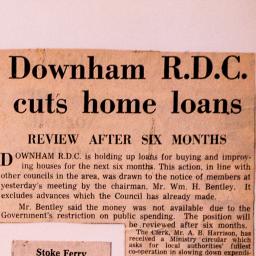 Downham R.D.C.
cuts home loans
REVIEW AFTER SIX MONTHS
DOWNHAM R.D.C. is holding up loans for buying and improv-
ing houses for the next six months. This action, in line with
other councils in the area, was drawn to the notice of members at
yesterday's meeting by the chairman. Mr. Wm. H. Bentley. It
excludes advances which the Council has already made.
Mr. Bentley said the money was not available due to the
Government's restriction on public spending. The position will
be reviewed after six months.
The clerk, Mr. A. B. Harrison, has
received a Ministry circular which
asks for local authorities' fullest
co-operation in slowing down expendi-
Stoke Ferry